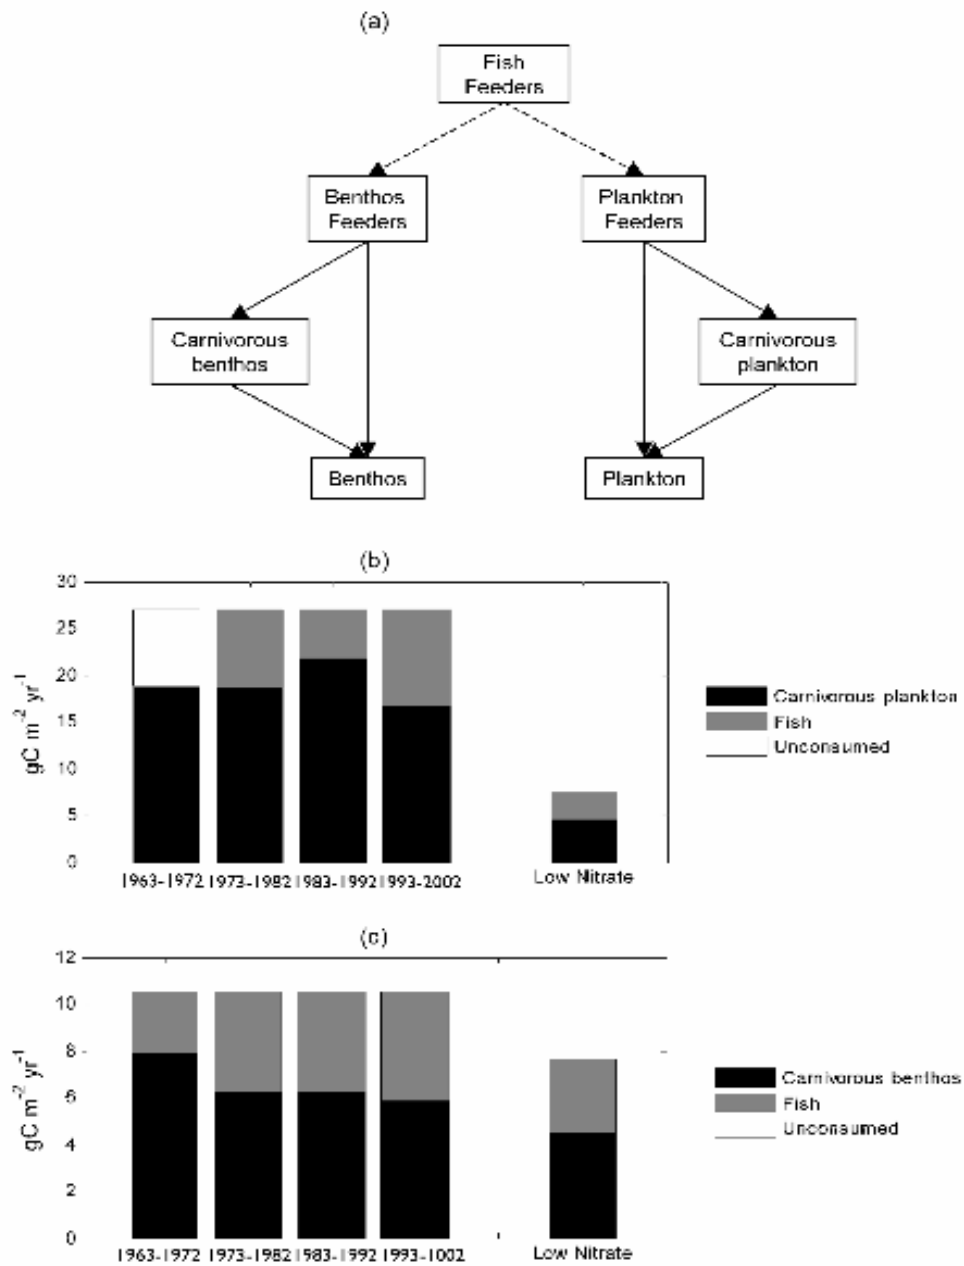 (a)
Fish
Feeders
Benthos
Feeders
Plankton
Feeders
Carnivorous
benthos
Carnivorous
plankton
Benthos
Plankton
(b)
30
25
20
15
10
5
0
gC m⁻² yr⁻¹
1963-1972
1973-1982
1983-1992
1993-2002
Low Nitrate
Carnivorous plankton
Fish
Unconsumed
(c)
12
10
8
6
4
2
0
gC m⁻² yr⁻¹
1963-1972
1973-1982
1983-1992
1993-1002
Low Nitrate
Carnivorous benthos
Fish
Unconsumed